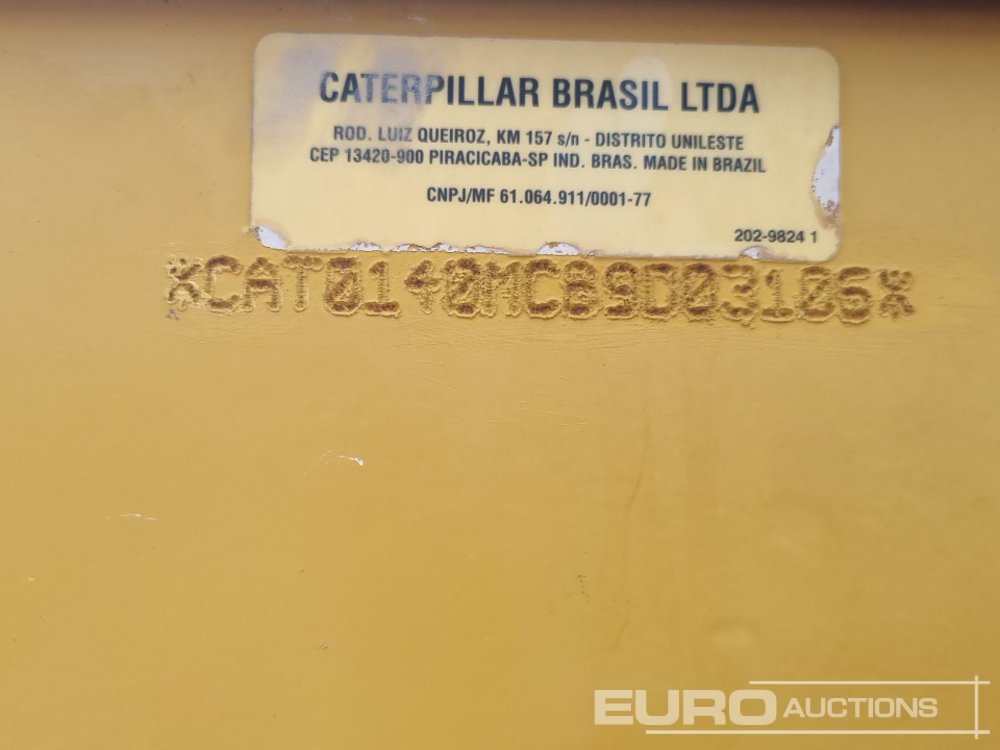 CATERPILLAR BRASIL LTDA
ROD. LUIZ QUEIROZ, KM 157 s/n - DISTRITO UNILESTE
CEP 13420-900 PIRACICABA-SP IND. BRAS. MADE IN BRAZIL
CNPJ/MF 61.064.911/0001-77
202-9824 1
*CAT0140MCB9D03106*
EURO AUCTIONS